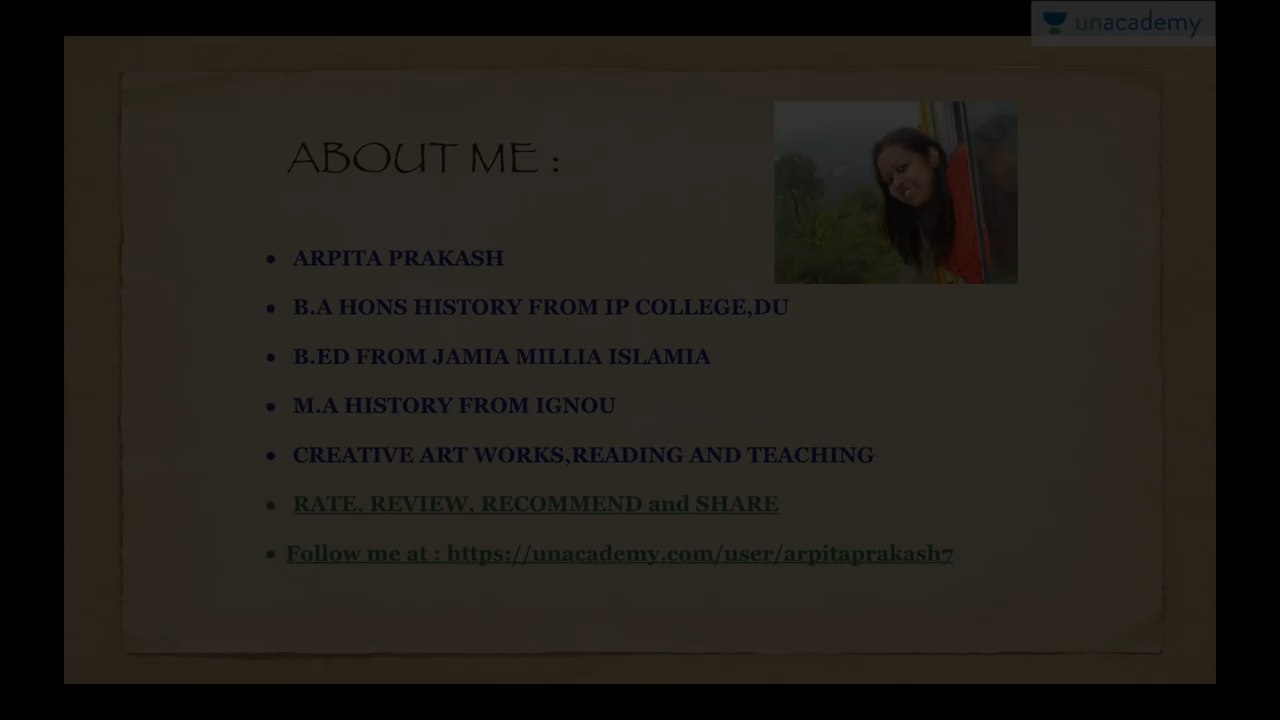 unacademy
ABOUT ME :
ARPITA PRAKASH
B.A HONS HISTORY FROM IP COLLEGE,DU
B.ED FROM JAMIA MILLIA ISLAMIA
M.A HISTORY FROM IGNOU
CREATIVE ART WORKS,READING AND TEACHING
RATE, REVIEW, RECOMMEND and SHARE
Follow me at : https://unacademy.com/user/arpitaprakash7